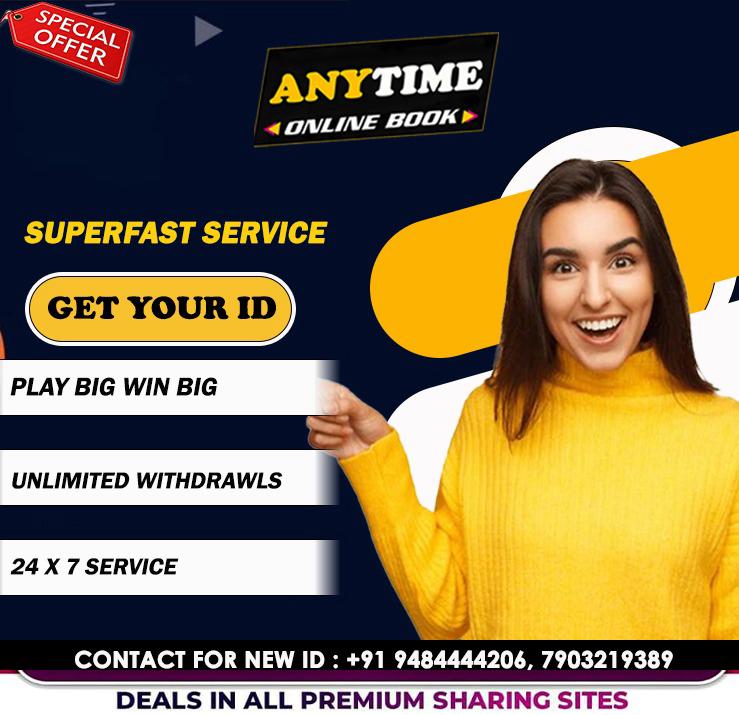 SPECIAL
OFFER
ANYTIME
ONLINE BOOK
SUPERFAST SERVICE
GET YOUR ID
PLAY BIG WIN BIG
UNLIMITED WITHDRAWLS
24 X 7 SERVICE
CONTACT FOR NEW ID : +91 9484444206, 7903219389
DEALS IN ALL PREMIUM SHARING SITES